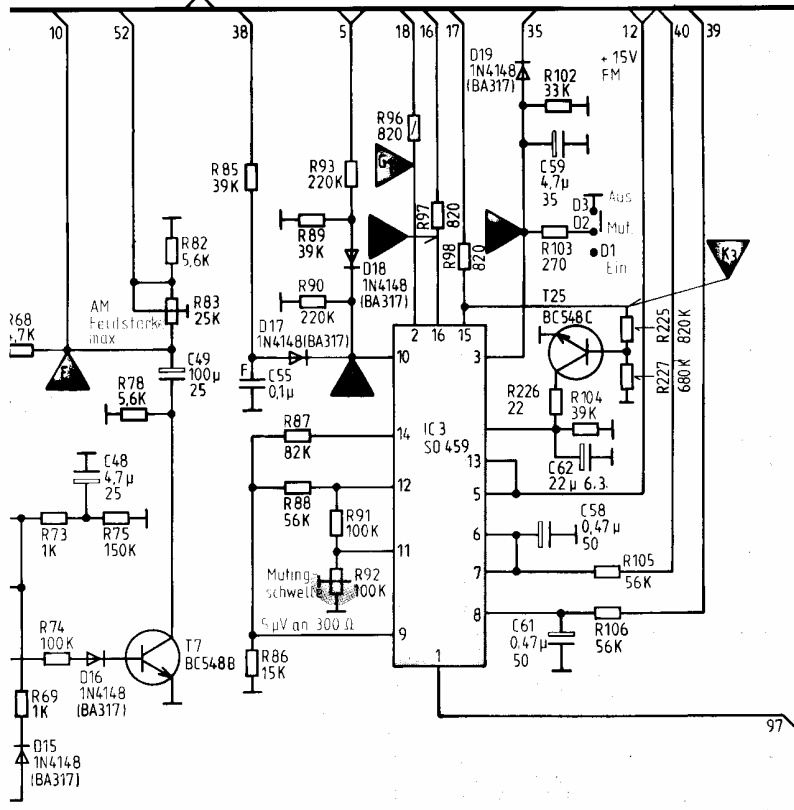 10
52
38
5
18
16
17
35
12
40
39
D19
1N4148
(BA317)
+15V
FM
R102
33K
R96
820
G
C59
4,7µ
35
R85
39K
R93
220K
R97
820
Aus
D3
D2
Mut.
D1
Ein
R82
5,6K
R89
39K
R98
820
R103
270
K3
D18
1N4148
(BA317)
R83
25K
AM
Feldstärke
max
R90
220K
T25
BC548C
R225
820K
R68
4,7K
D17
1N4148(BA317)
2
16
15
F
C49
100µ
25
10
3
R227
680K
F
C55
0,1µ
R78
5,6K
R226
22
R104
39K
R87
82K
14
IC3
SO 459
13
C62
22µ 6.3
C48
4,7µ
25
R88
56K
12
5
R91
100K
C58
0,47µ
50
R73
1K
R75
150K
6
11
Muting-
schwelle
R92
100K
7
R105
56K
5µV an 300 Ω
8
C61
0,47µ
50
R106
56K
R74
100K
T7
BC548B
9
R86
15K
1
D16
1N4148
(BA317)
R69
1K
97
D15
1N4148
(BA317)